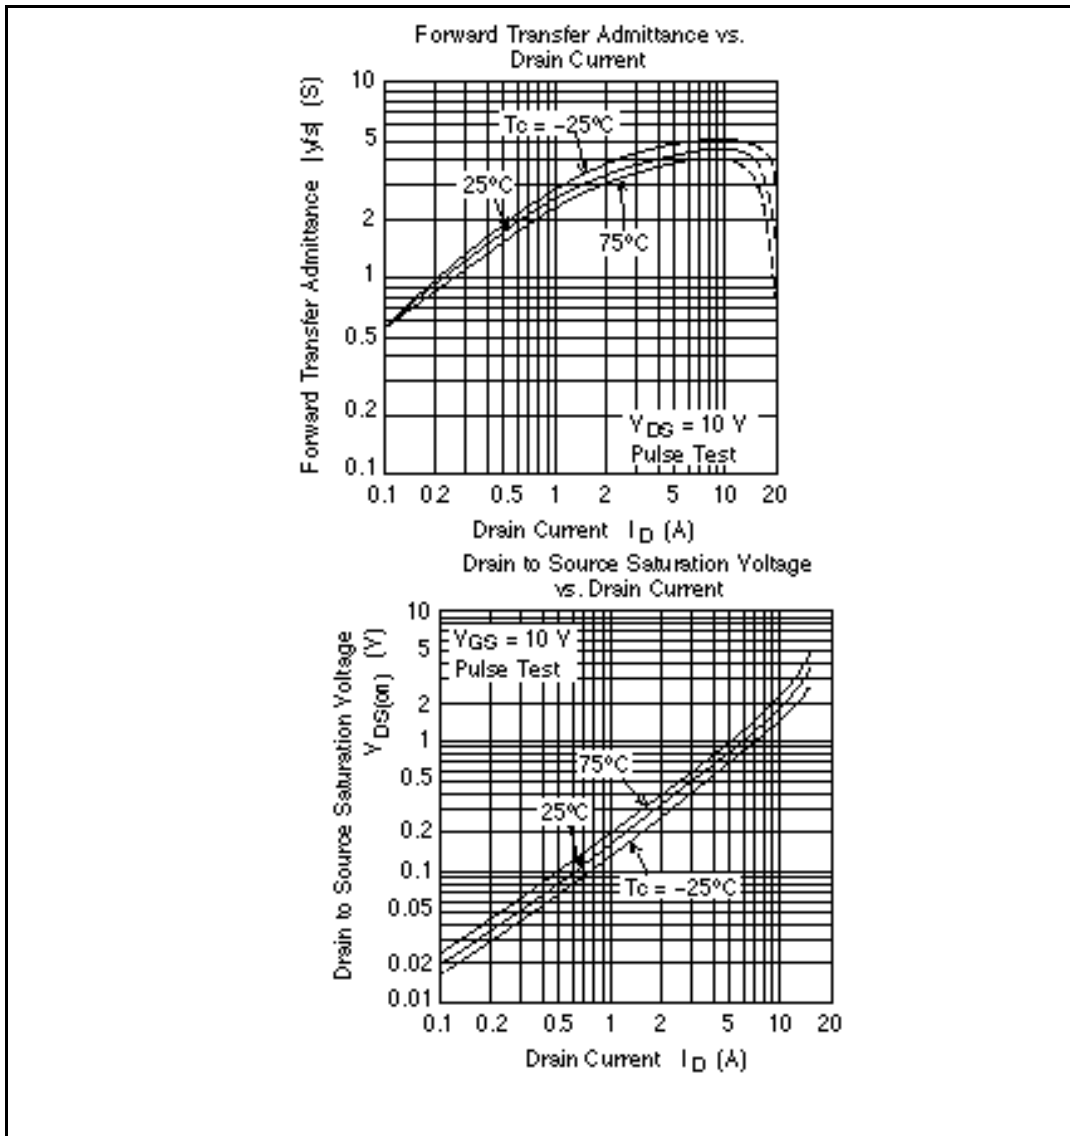 Forward Transfer Admittance vs.
Drain Current
Forward Transfer Admittance |yfs| (S)
10
5
2
1
0.5
0.2
0.1
Tc = −25°C
25°C
75°C
VDS = 10 V
Pulse Test
0.1 0.2 0.5 1 2 5 10 20
Drain Current ID (A)
Drain to Source Saturation Voltage
vs. Drain Current
Drain to Source Saturation Voltage
VDS(on) (V)
10
5
2
1
0.5
0.2
0.1
0.05
0.02
0.01
VGS = 10 V
Pulse Test
75°C
25°C
Tc = −25°C
0.1 0.2 0.5 1 2 5 10 20
Drain Current ID (A)